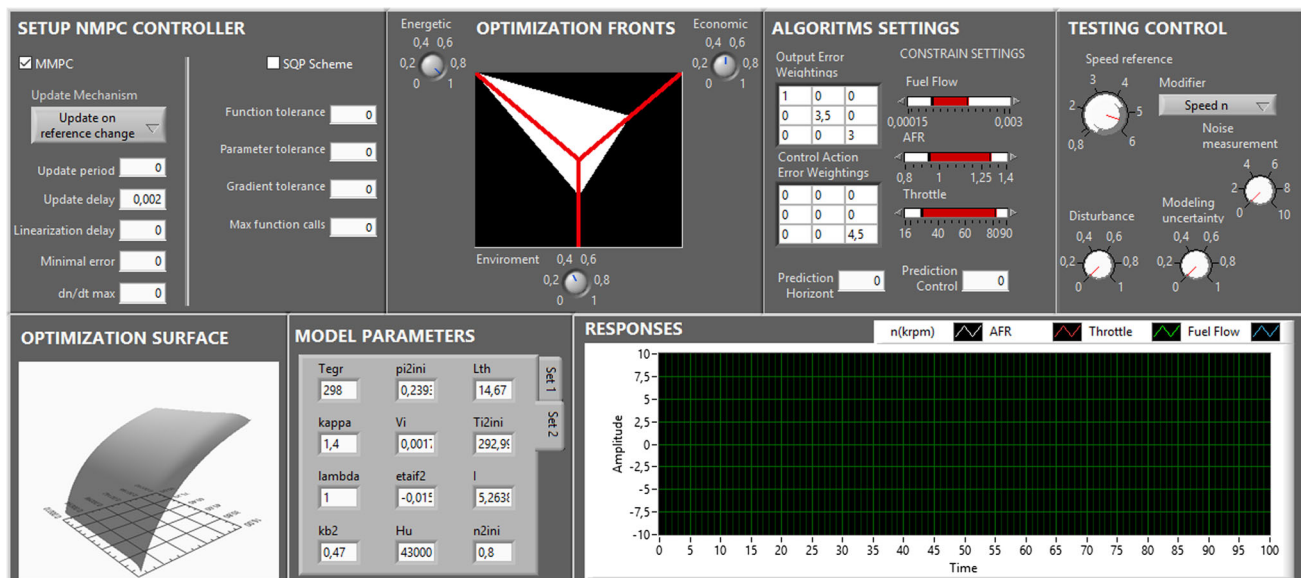 SETUP NMPC CONTROLLER
MMPC
SQP Scheme
Update Mechanism
Update on
reference change
Update period 0
Update delay 0,002
Linearization delay 0
Minimal error 0
dn/dt max 0
Function tolerance 0
Parameter tolerance 0
Gradient tolerance 0
Max function calls 0
Energetic
0,4 0,6
0,2 0,8
0 1
OPTIMIZATION FRONTS
Economic
0,4 0,6
0,2 0,8
0 1
Enviroment
0,4 0,6
0,2 0,8
0 1
ALGORITMS SETTINGS
Output Error
Weightings
1 0 0
0 3,5 0
0 0 3
Control Action
Error Weightings
0 0 0
0 0 0
0 0 4,5
CONSTRAIN SETTINGS
Fuel Flow
0,00015 0,003
AFR
0,8 1 1,25 1,4
Throttle
16 40 60 80 90
Prediction
Horizont
0
Prediction
Control
0
TESTING CONTROL
Speed reference
3 4
2 5
0,8 6
Modifier
Speed n
Noise
measurement
4 6
2 8
0 10
Disturbance
0,4 0,6
0,2 0,8
0 1
Modeling
uncertainty
0,4 0,6
0,2 0,8
0 1
OPTIMIZATION SURFACE
MODEL PARAMETERS
Tegr pi2ini Lth
298 0,239 14,67
kappa Vi Ti2ini
1,4 0,001 292,99
lambda etaif2 I
1 -0,015 5,2638
kb2 Hu n2ini
0,47 43000 0,8
Set 1
Set 2
RESPONSES
n(krpm) AFR Throttle Fuel Flow
Amplitude
10
7,5
5
2,5
0
-2,5
-5
-7,5
-10
0 5 10 15 20 25 30 35 40 45 50 55 60 65 70 75 80 85 90 95 100
Time